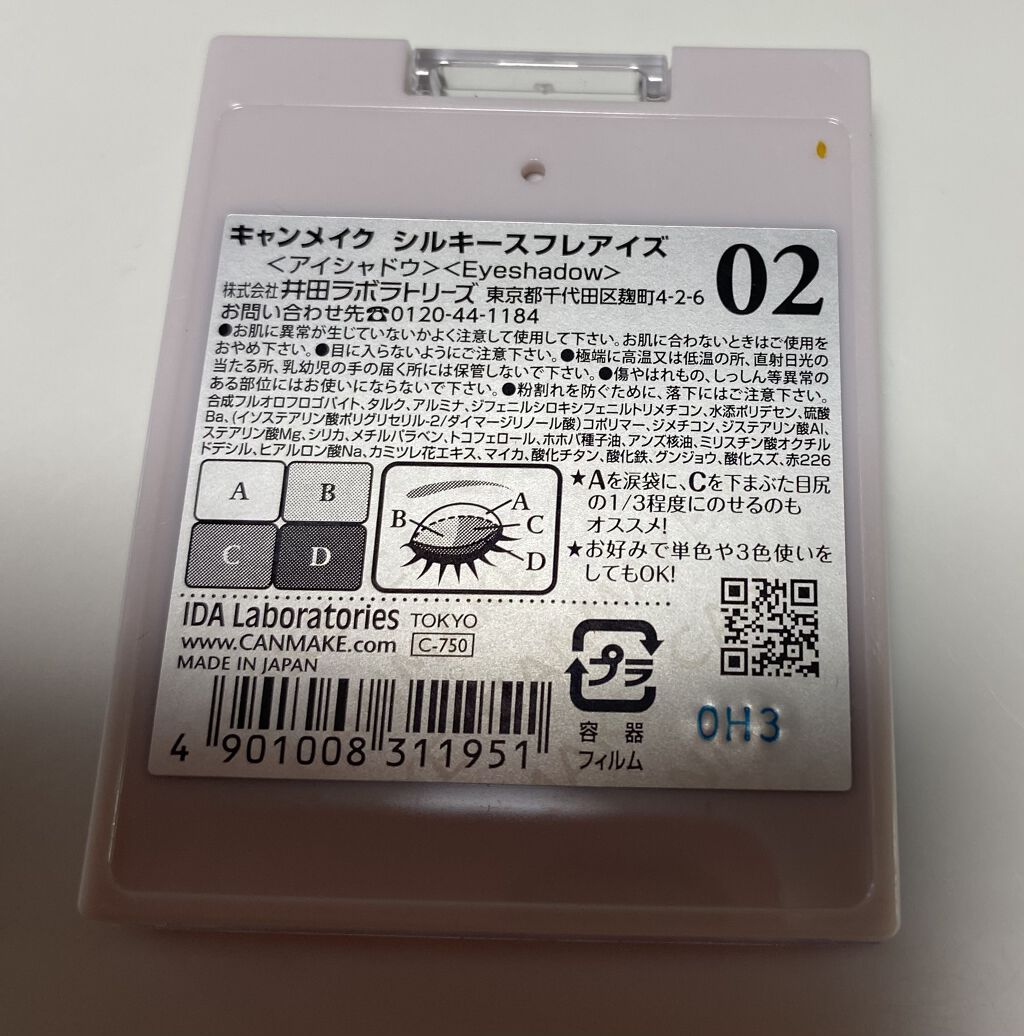 キャンメイク シルキースフレアイズ
＜アイシャドウ＞＜Eyeshadow＞
02
株式会社 井田ラボラトリーズ 東京都千代田区麹町4-2-6
お問い合わせ先☎0120-44-1184
●お肌に異常が生じていないかよく注意して使用して下さい。お肌に合わないときはご使用を
おやめ下さい。●目に入らないようにご注意下さい。●極端に高温又は低温の所、直射日光の
当たる所、乳幼児の手の届く所には保管しないで下さい。●傷やはれもの、しっしん等異常の
ある部位にはお使いにならないで下さい。●粉割れを防ぐために、落下にはご注意下さい。
合成フルオロフロゴパイト、タルク、アルミナ、ジフェニルシロキシフェニルトリメチコン、水添ポリデセン、硫酸
Ba、(イソステアリン酸ポリグリセリル-2/ダイマージリノール酸)コポリマー、ジメチコン、ジステアリン酸Al、
ステアリン酸Mg、シリカ、メチルパラベン、トコフェロール、ホホバ種子油、アンズ核油、ミリスチン酸オクチル
ドデシル、ヒアルロン酸Na、カミツレ花エキス、マイカ、酸化チタン、酸化鉄、グンジョウ、酸化スズ、赤226
A B
C D
A
B C
D
★Aを涙袋に、Cを下まぶた目尻
の1/3程度にのせるのも
オススメ!
★お好みで単色や3色使いを
してもOK!
IDA Laboratories TOKYO
www.CANMAKE.com C-750
MADE IN JAPAN
4 901008 311951
プラ
容器
フィルム
OH3